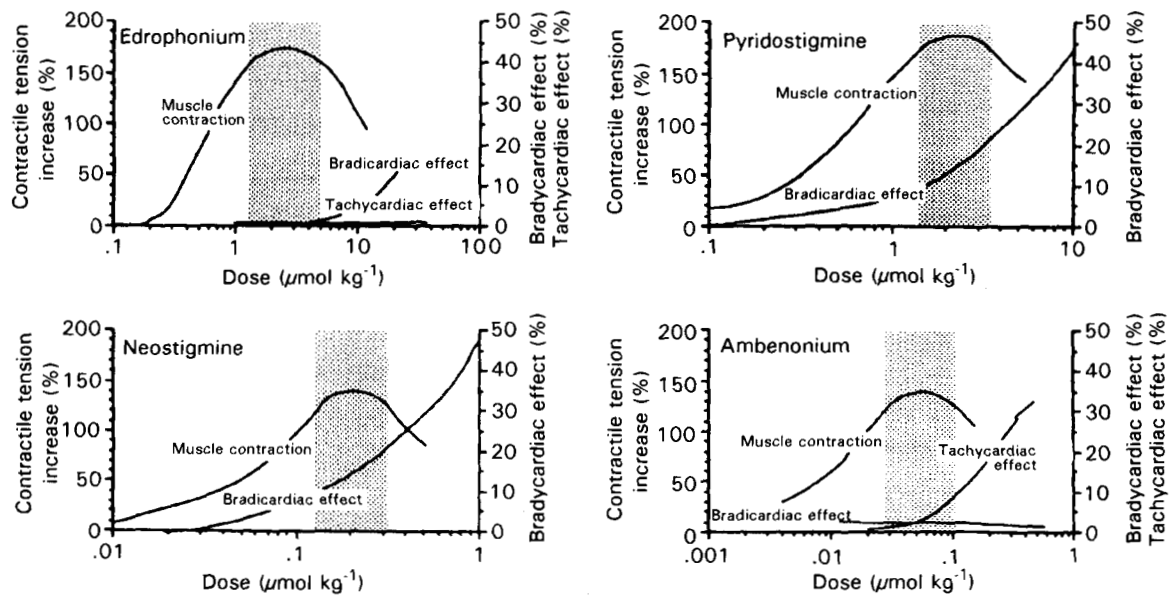 Edrophonium
Contractile tension
increase (%)
200
150
100
50
0
Muscle
contraction
Bradicardiac effect
Tachycardiac effect
50
40
30
20
10
0
Bradycardiac effect (%)
Tachycardiac effect (%)
.1
1
10
100
Dose (μmol kg-1)
Pyridostigmine
Contractile tension
increase (%)
200
150
100
50
0
Muscle contraction
Bradicardiac effect
50
40
30
20
10
0
Bradycardiac effect (%)
.1
1
10
Dose (μmol kg-1)
Neostigmine
Contractile tension
increase (%)
200
150
100
50
0
Muscle contraction
Bradicardiac effect
50
40
30
20
10
0
Bradycardiac effect (%)
.01
.1
1
Dose (μmol kg-1)
Ambenonium
Contractile tension
increase (%)
200
150
100
50
0
Muscle contraction
Tachycardiac
effect
Bradicardiac effect
50
40
30
20
10
0
Bradycardiac effect (%)
Tachycardiac effect (%)
.001
.01
.1
1
Dose (μmol kg-1)